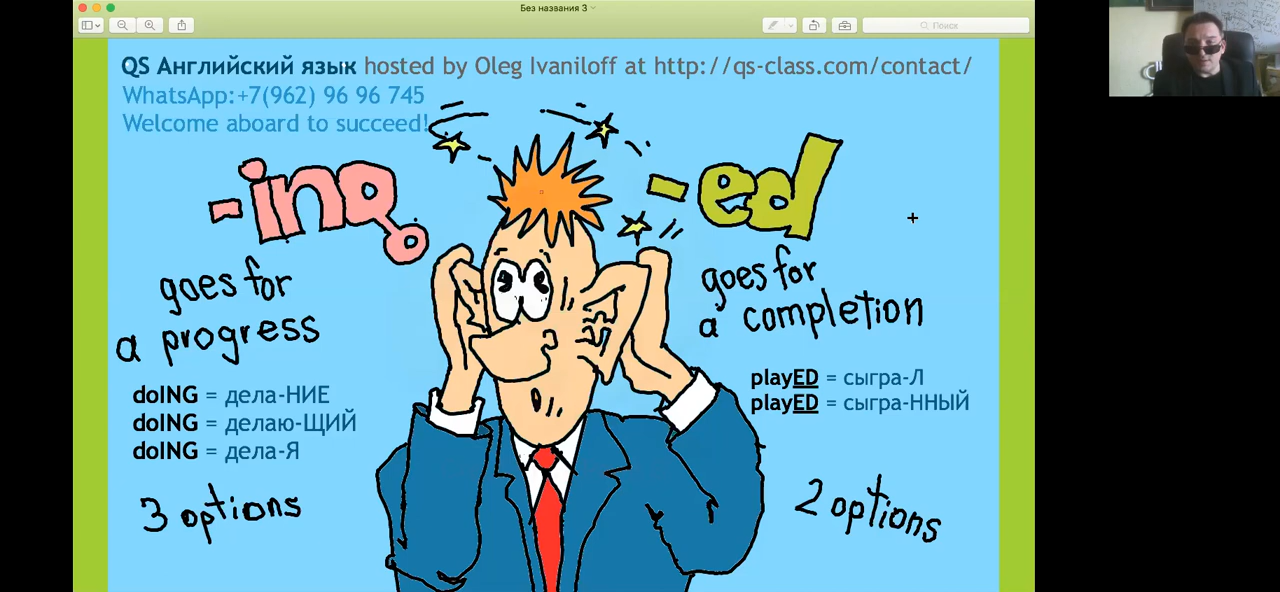 Без названия 3
Поиск
QS Английский язык hosted by Oleg Ivaniloff at http://qs-class.com/contact/
WhatsApp:+7(962) 96 96 745
Welcome aboard to succeed!
-ing
goes for
a progress
doING = дела-НИЕ
doING = делаю-ЩИЙ
doING = дела-Я
3 options
-ed
goes for
a completion
playED = сыгра-Л
playED = сыгра-ННЫЙ
2 options